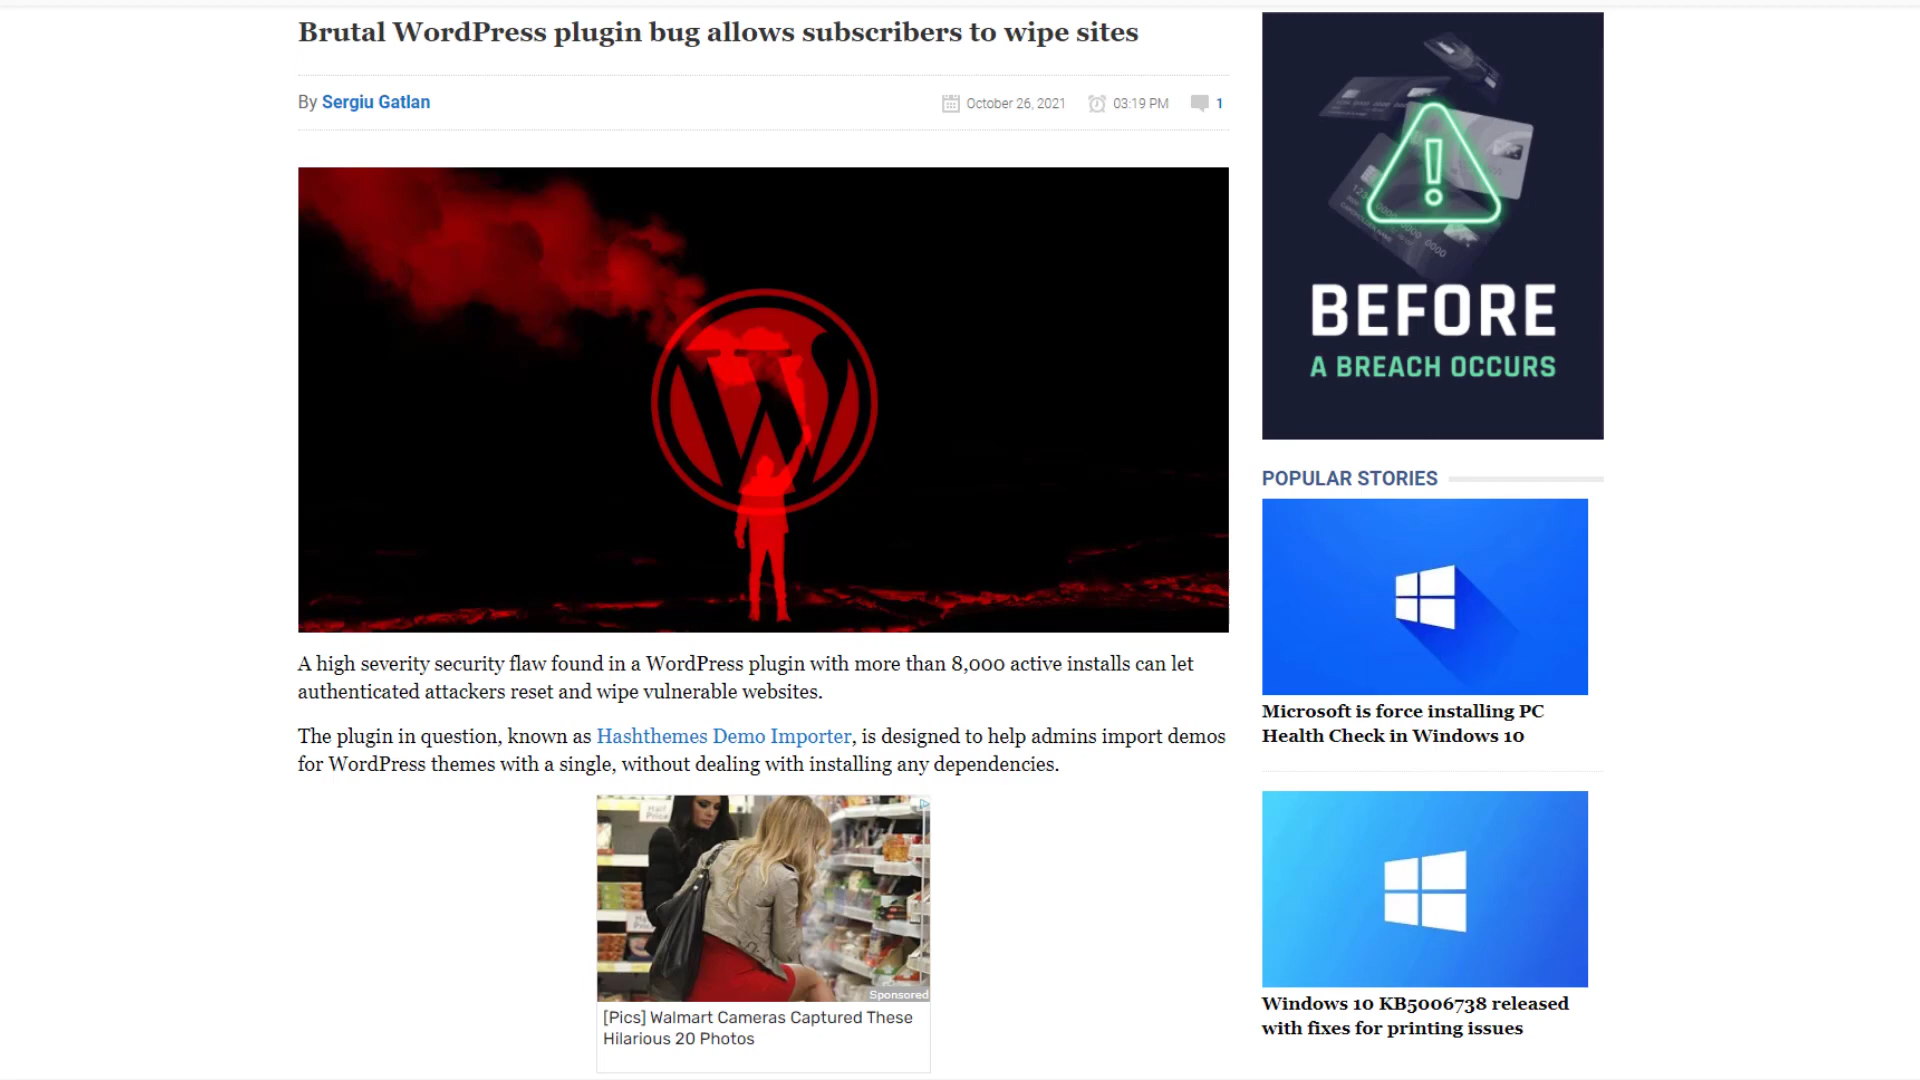 Brutal WordPress plugin bug allows subscribers to wipe sites
By Sergiu Gatlan
October 26, 2021
03:19 PM
1
A high severity security flaw found in a WordPress plugin with more than 8,000 active installs can let
authenticated attackers reset and wipe vulnerable websites.
The plugin in question, known as Hashthemes Demo Importer, is designed to help admins import demos
for WordPress themes with a single, without dealing with installing any dependencies.
Half
Price
Sponsored
[Pics] Walmart Cameras Captured These
Hilarious 20 Photos
BEFORE
A BREACH OCCURS
POPULAR STORIES
Microsoft is force installing PC
Health Check in Windows 10
Windows 10 KB5006738 released
with fixes for printing issues